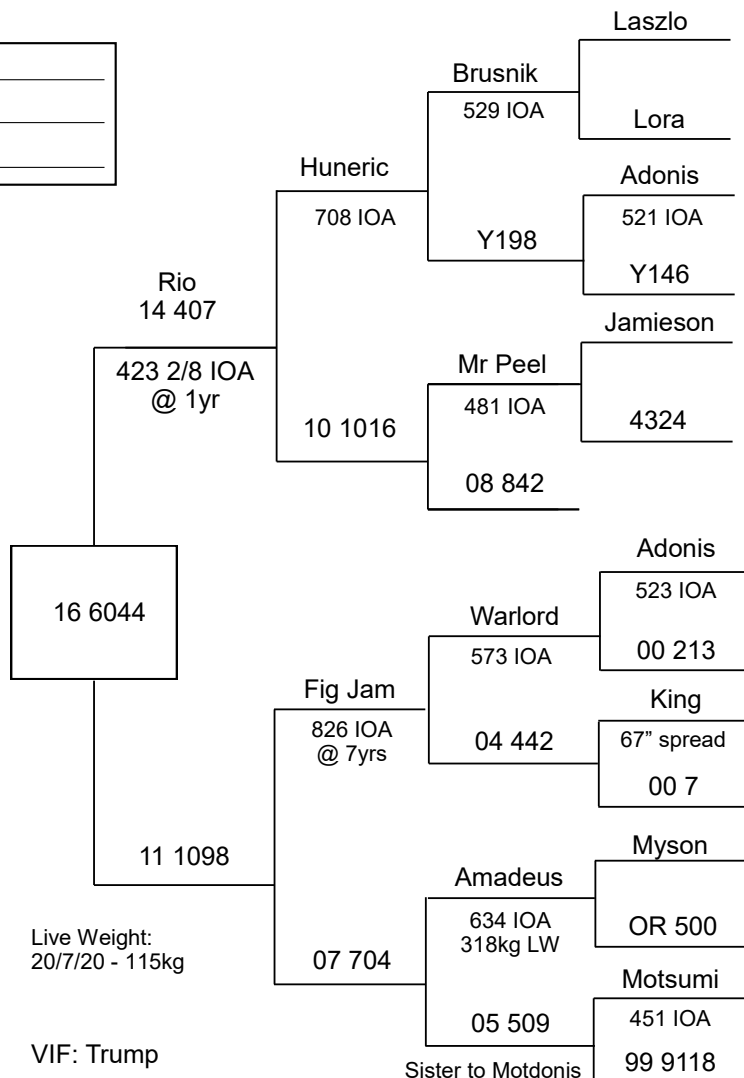 Laszlo
Brusnik
529 IOA
Lora
Huneric
708 IOA
Adonis
521 IOA
Y198
Y146
Rio
14 407
423 2/8 IOA
@ 1yr
Jamieson
Mr Peel
481 IOA
4324
10 1016
08 842
16 6044
Adonis
523 IOA
Warlord
573 IOA
00 213
Fig Jam
826 IOA
@ 7yrs
King
67” spread
04 442
00 7
11 1098
Myson
Amadeus
634 IOA
318kg LW
OR 500
07 704
Motsumi
451 IOA
05 509
99 9118
Sister to Motdonis
Live Weight:
20/7/20 - 115kg
VIF: Trump